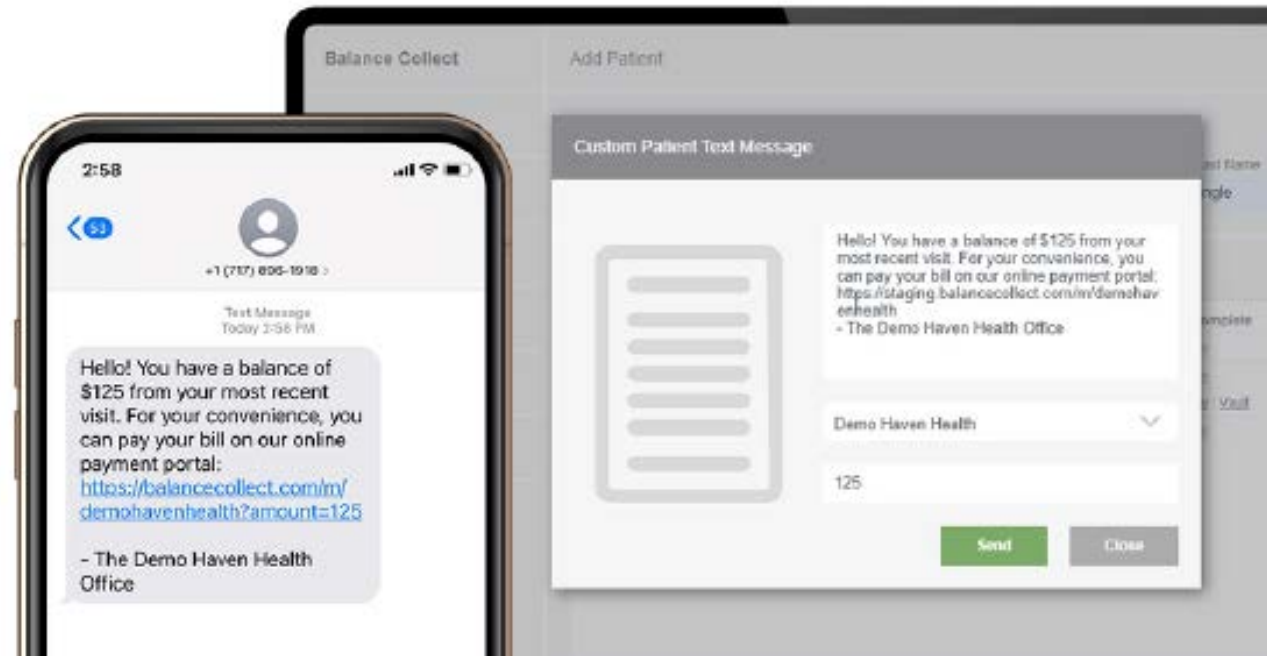 Balance Collect
Add Patient
2:58
53
+1 (717) 896-1918 >
Text Message
Today 2:56 PM
Hello! You have a balance of
$125 from your most recent
visit. For your convenience, you
can pay your bill on our online
payment portal:
https://balancecollect.com/m/
demohavenhealth?amount=125
- The Demo Haven Health
Office
Custom Patient Text Message
Hello! You have a balance of $125 from your
most recent visit. For your convenience, you
can pay your bill on our online payment portal:
https://staging.balancecollect.com/m/demohav
enhealth
- The Demo Haven Health Office
Demo Haven Health
125
Send
Close
Name
Visit